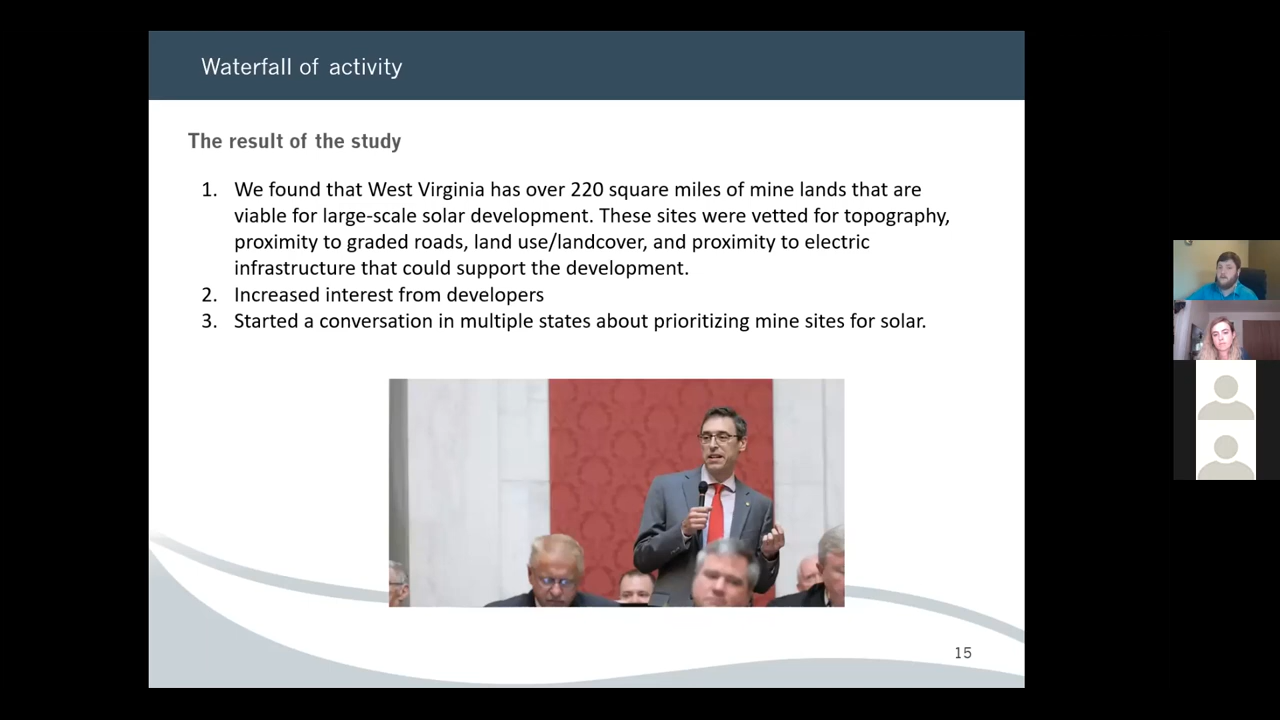 Waterfall of activity
The result of the study
1. We found that West Virginia has over 220 square miles of mine lands that are
viable for large-scale solar development. These sites were vetted for topography,
proximity to graded roads, land use/landcover, and proximity to electric
infrastructure that could support the development.
2. Increased interest from developers
3. Started a conversation in multiple states about prioritizing mine sites for solar.
15